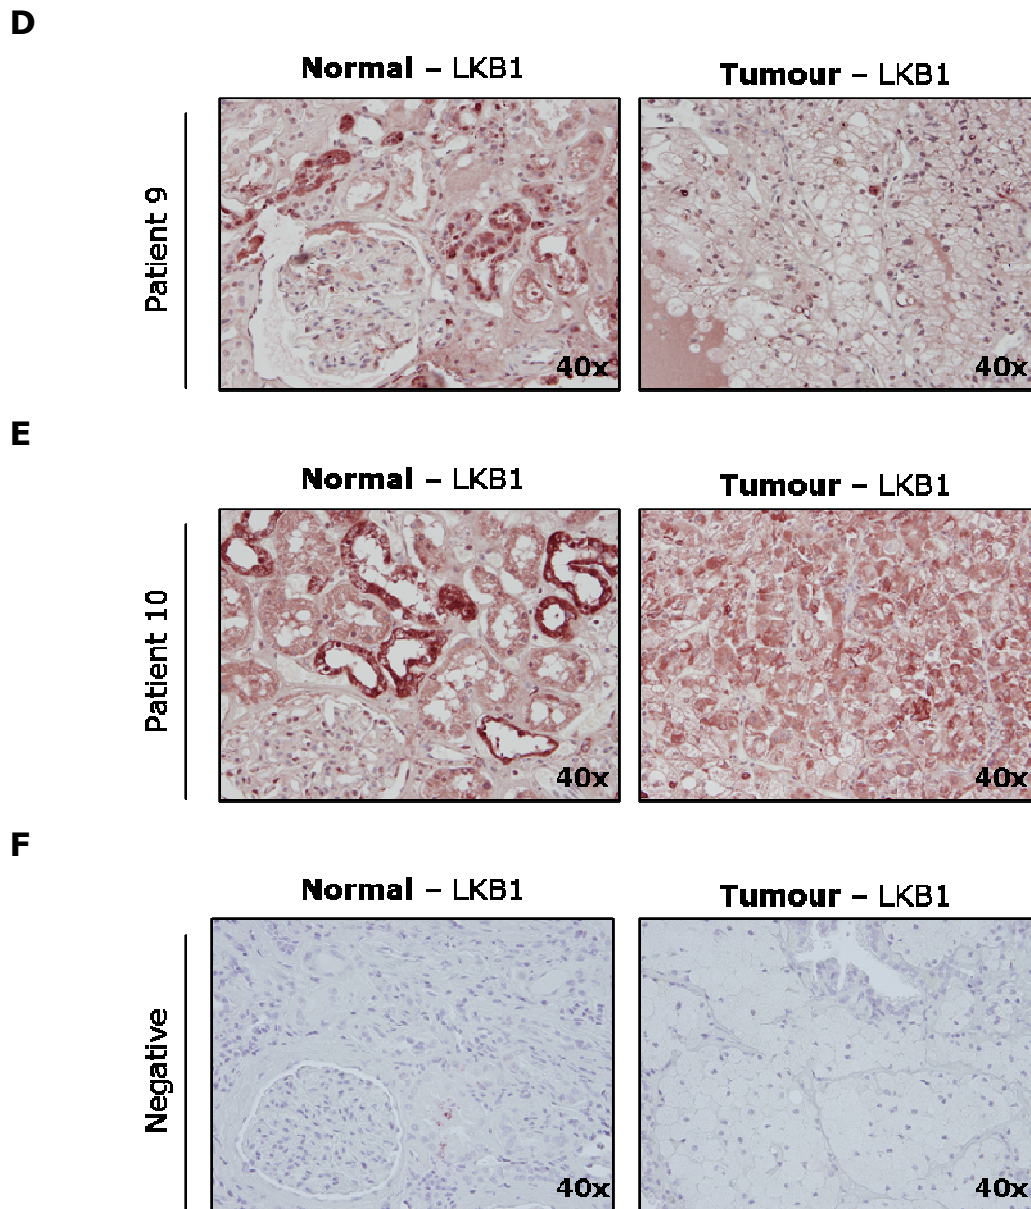 D
Normal – LKB1
Tumour – LKB1
Patient 9
40x
40x
E
Normal – LKB1
Tumour – LKB1
Patient 10
40x
40x
F
Normal – LKB1
Tumour – LKB1
Negative
40x
40x